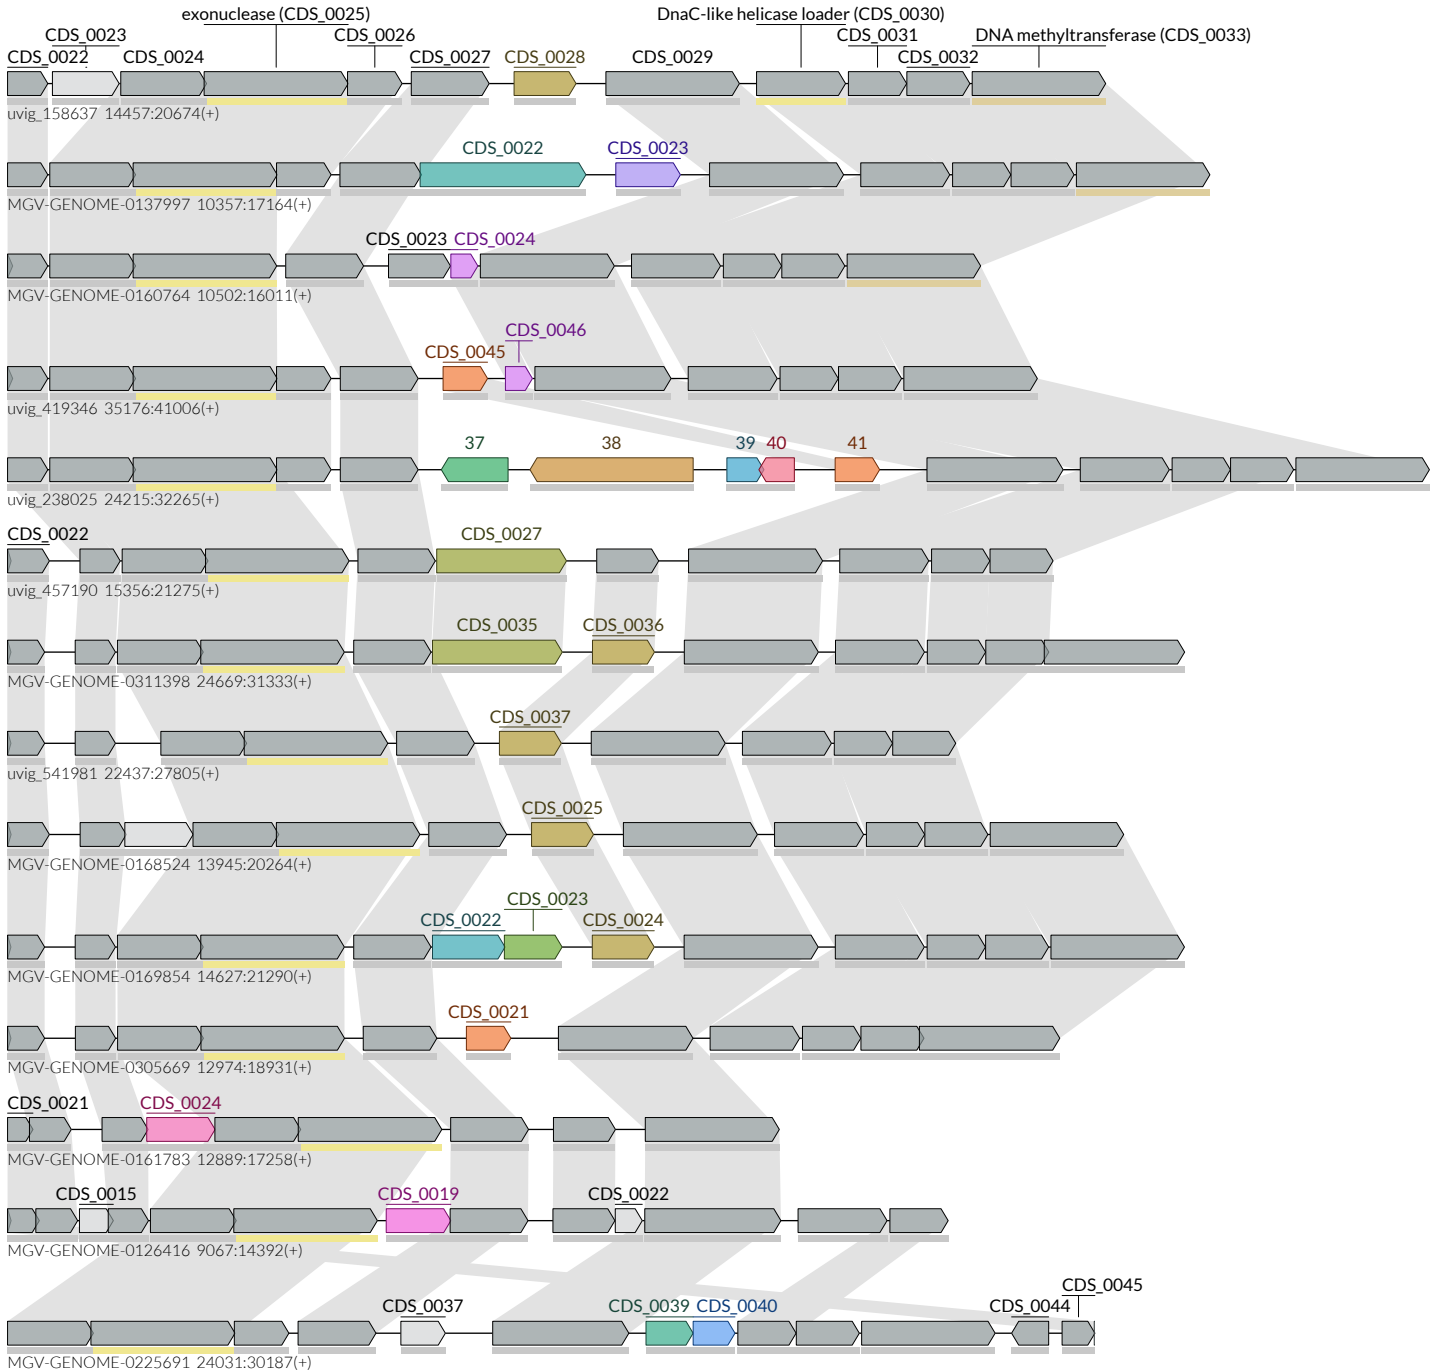 exonuclease (CDS_0025) DnaC-like helicase loader (CDS_0030)
CDS_0023 CDS_0026 CDS_0031 DNA methyltransferase (CDS_0033)
CDS_0022 CDS_0024 CDS_0027 CDS_0028 CDS_0029 CDS_0032
uvig_158637 14457:20674(+)
CDS_0022 CDS_0023
MGV-GENOME-0137997 10357:17164(+)
CDS_0023 CDS_0024
MGV-GENOME-0160764 10502:16011(+)
CDS_0046
CDS_0045
uvig_419346 35176:41006(+)
37 38 39 40 41
uvig_238025 24215:32265(+)
CDS_0022 CDS_0027
uvig_457190 15356:21275(+)
CDS_0035 CDS_0036
MGV-GENOME-0311398 24669:31333(+)
CDS_0037
uvig_541981 22437:27805(+)
CDS_0025
MGV-GENOME-0168524 13945:20264(+)
CDS_0023
CDS_0022 CDS_0024
MGV-GENOME-0169854 14627:21290(+)
CDS_0021
MGV-GENOME-0305669 12974:18931(+)
CDS_0021 CDS_0024
MGV-GENOME-0161783 12889:17258(+)
CDS_0015 CDS_0019 CDS_0022
MGV-GENOME-0126416 9067:14392(+)
CDS_0045
CDS_0037 CDS_0039 CDS_0040 CDS_0044
MGV-GENOME-0225691 24031:30187(+)